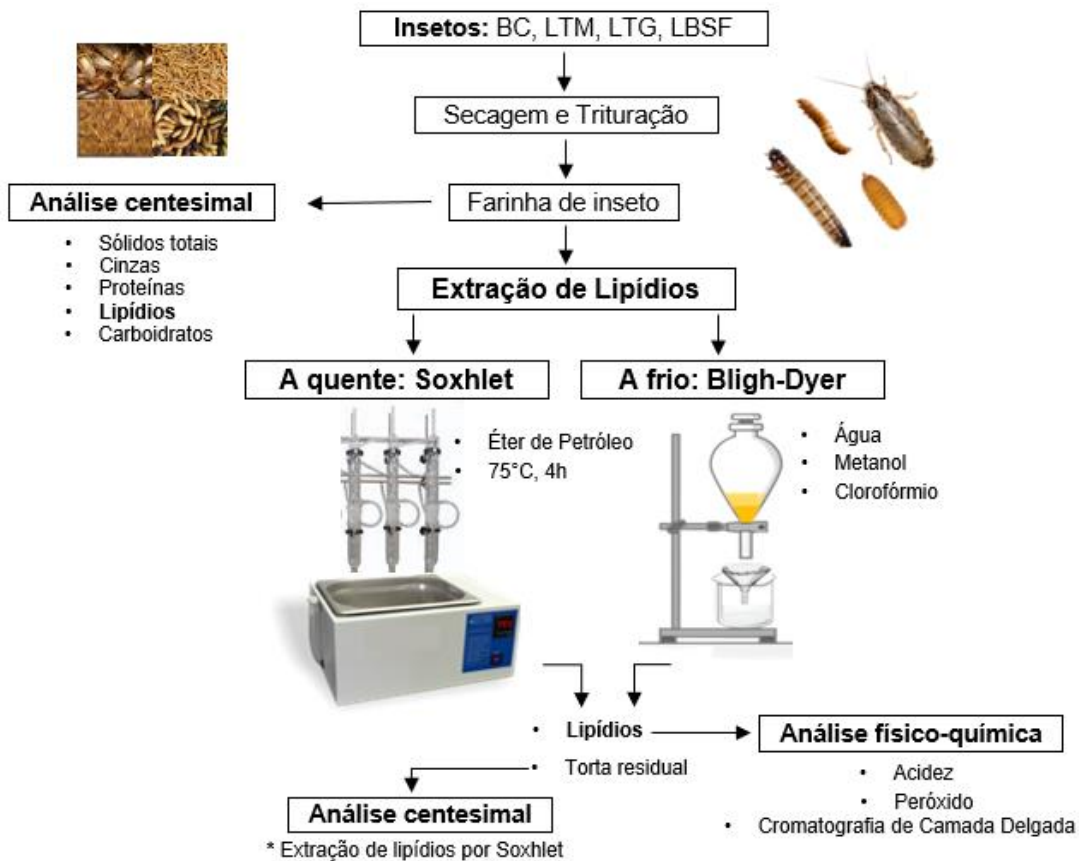 Insetos: BC, LTM, LTG, LBSF
Secagem e Trituração
Farinha de inseto
Análise centesimal
• Sólidos totais
• Cinzas
• Proteínas
• Lipídios
• Carboidratos
Extração de Lipídios
A quente: Soxhlet
• Éter de Petróleo
• 75°C, 4h
A frio: Bligh-Dyer
• Água
• Metanol
• Clorofórmio
• Lipídios
• Torta residual
Análise físico-química
• Acidez
• Peróxido
• Cromatografia de Camada Delgada
Análise centesimal
* Extração de lipídios por Soxhlet